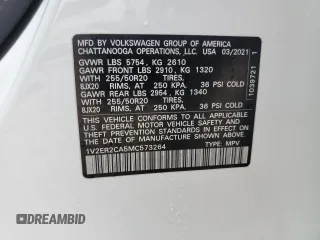 MFD BY VOLKSWAGEN GROUP OF AMERICA
CHATTANOOGA OPERATIONS, LLC. USA 03/2021
GVWR LBS 5754, KG 2610
GAWR FRONT LBS 2910, KG 1320
WITH 255/50R20 TIRES,
8JX20 RIMS, AT 250 KPA, 36 PSI COLD
GAWR REAR LBS 2954, KG 1340
WITH 255/50R20 TIRES,
8JX20 RIMS, AT 250 KPA, 36 PSI COLD
THIS VEHICLE CONFORMS TO ALL APPLICABLE
FEDERAL MOTOR VEHICLE SAFETY STANDARDS
IN EFFECT ON THE DATE OF MANUFACTURE
SHOWN ABOVE.
1V2ER2CA5MC573264 TYPE: MPV
10398721 1
AutoBidMaster